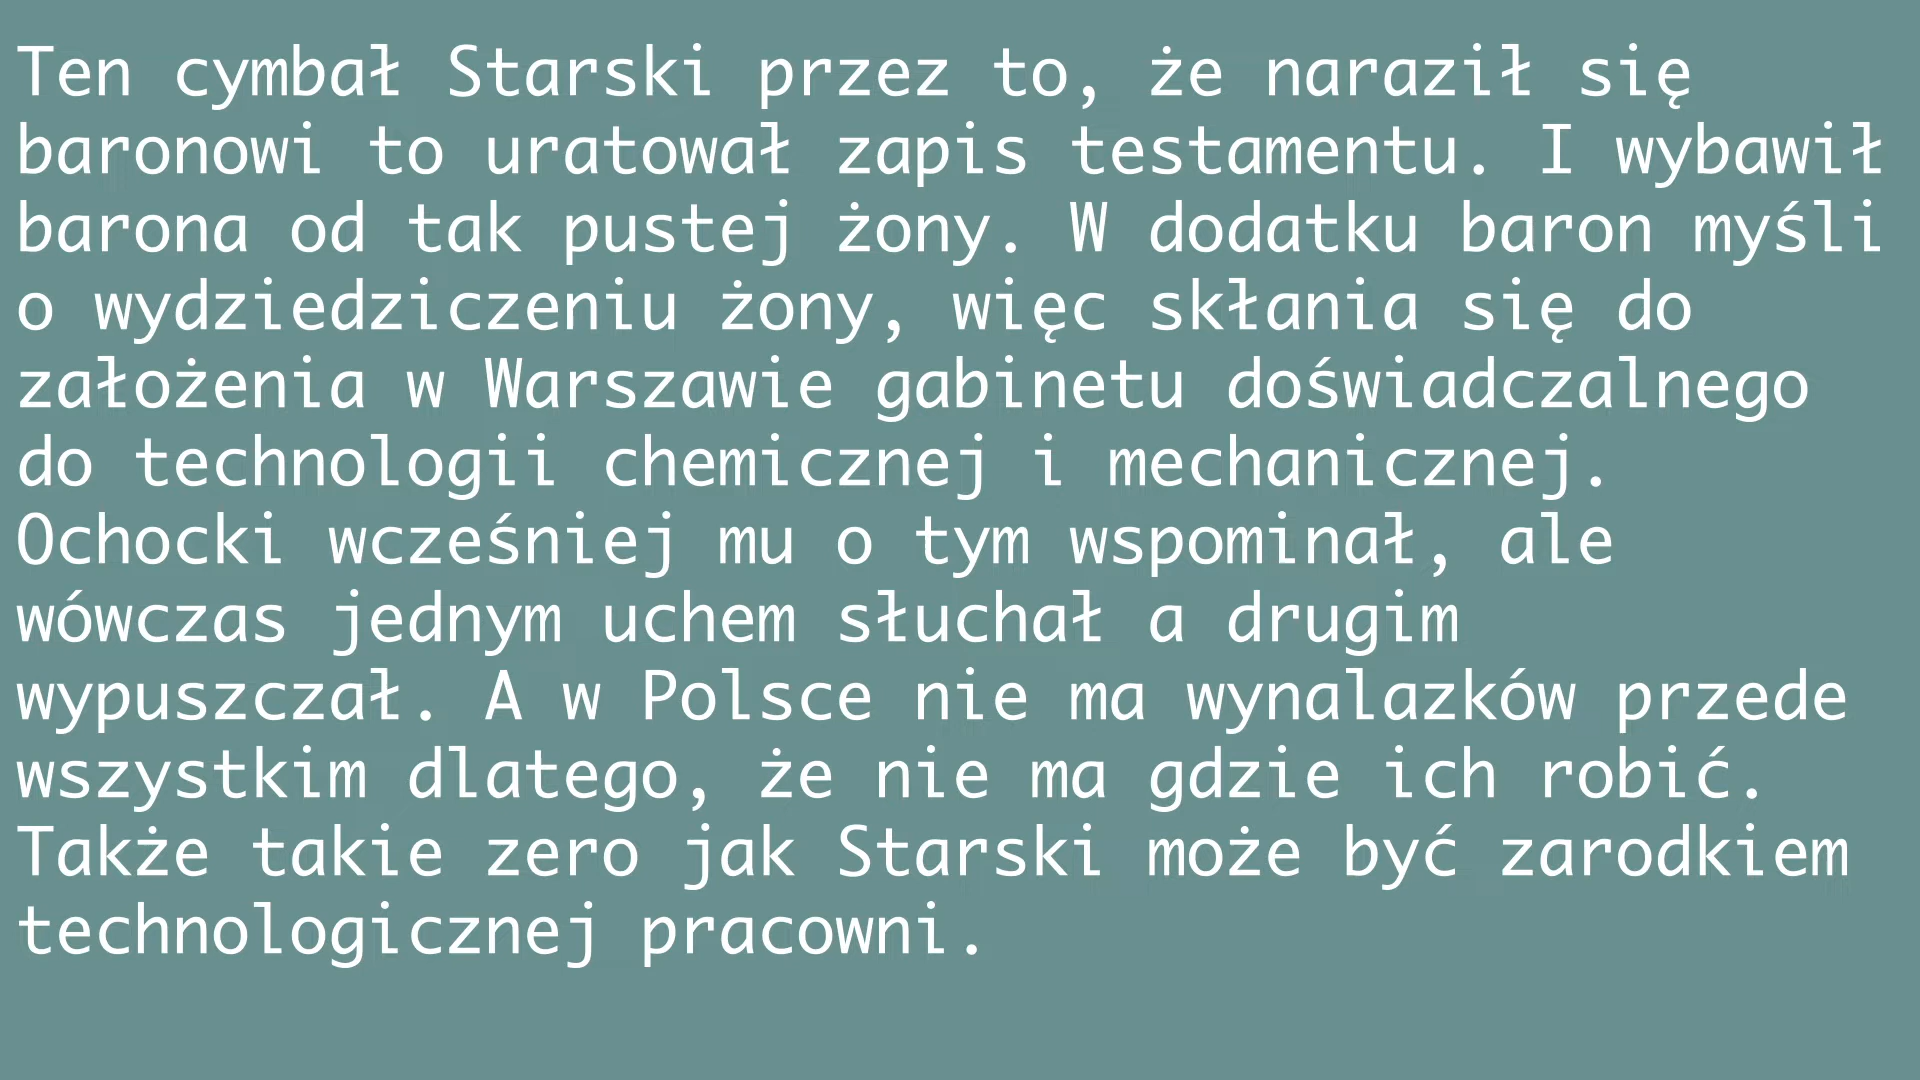 Ten cymbał Starski przez to, że naraził się
baronowi to uratował zapis testamentu. I wybawił
barona od tak pustej żony. W dodatku baron myśli
o wydziedziczeniu żony, więc skłania się do
założenia w Warszawie gabinetu doświadczalnego
do technologii chemicznej i mechanicznej.
Ochocki wcześniej mu o tym wspominał, ale
wówczas jednym uchem słuchał a drugim
wypuszczał. A w Polsce nie ma wynalazków przede
wszystkim dlatego, że nie ma gdzie ich robić.
Także takie zero jak Starski może być zarodkiem
technologicznej pracowni.